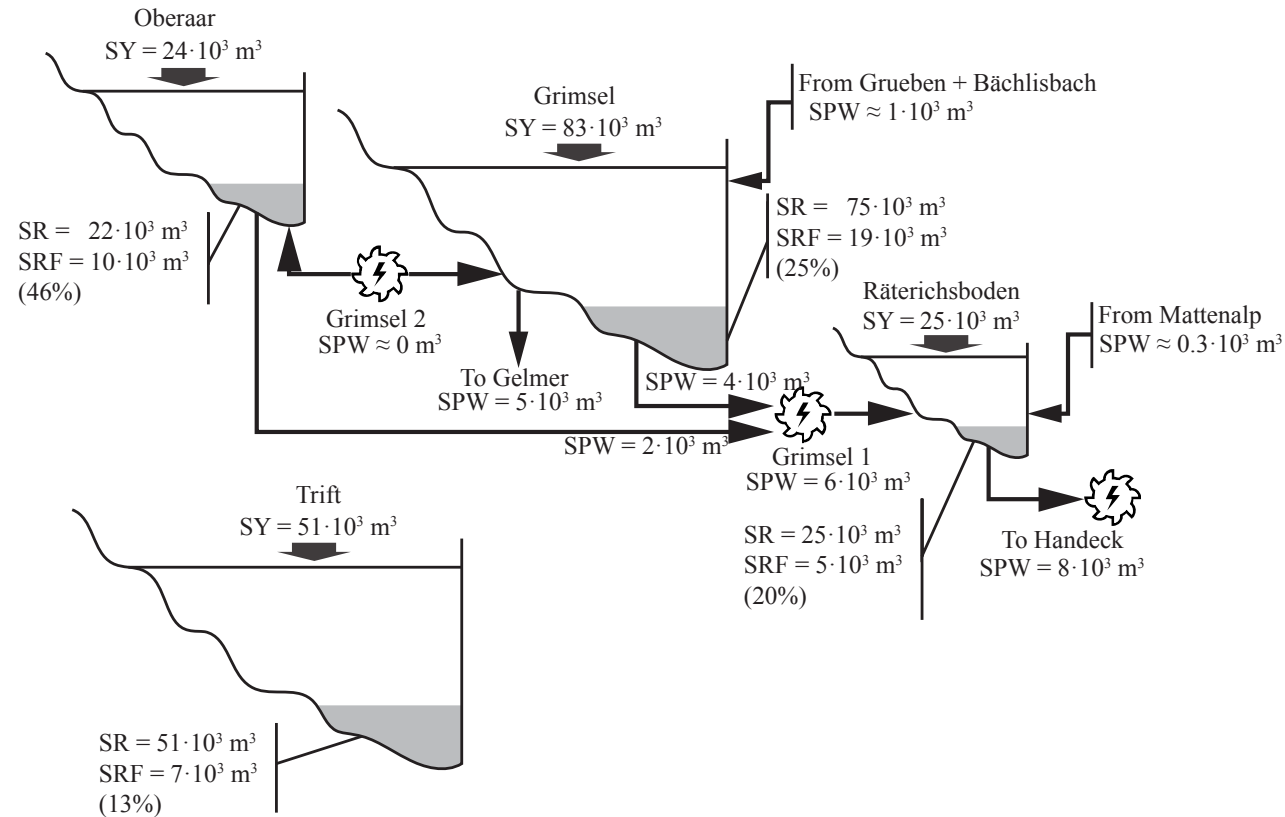 Oberaar
SY = 24·10³ m³
Grimsel
SY = 83·10³ m³
From Grueben + Bächlisbach
SPW ≈ 1·10³ m³
SR = 22·10³ m³
SRF = 10·10³ m³
(46%)
SR = 75·10³ m³
SRF = 19·10³ m³
(25%)
Grimsel 2
SPW ≈ 0 m³
To Gelmer
SPW = 5·10³ m³
Räterichsboden
SY = 25·10³ m³
From Mattenalp
SPW ≈ 0.3·10³ m³
SPW = 4·10³ m³
SPW = 2·10³ m³
Grimsel 1
SPW = 6·10³ m³
Trift
SY = 51·10³ m³
SR = 25·10³ m³
SRF = 5·10³ m³
(20%)
To Handeck
SPW = 8·10³ m³
SR = 51·10³ m³
SRF = 7·10³ m³
(13%)